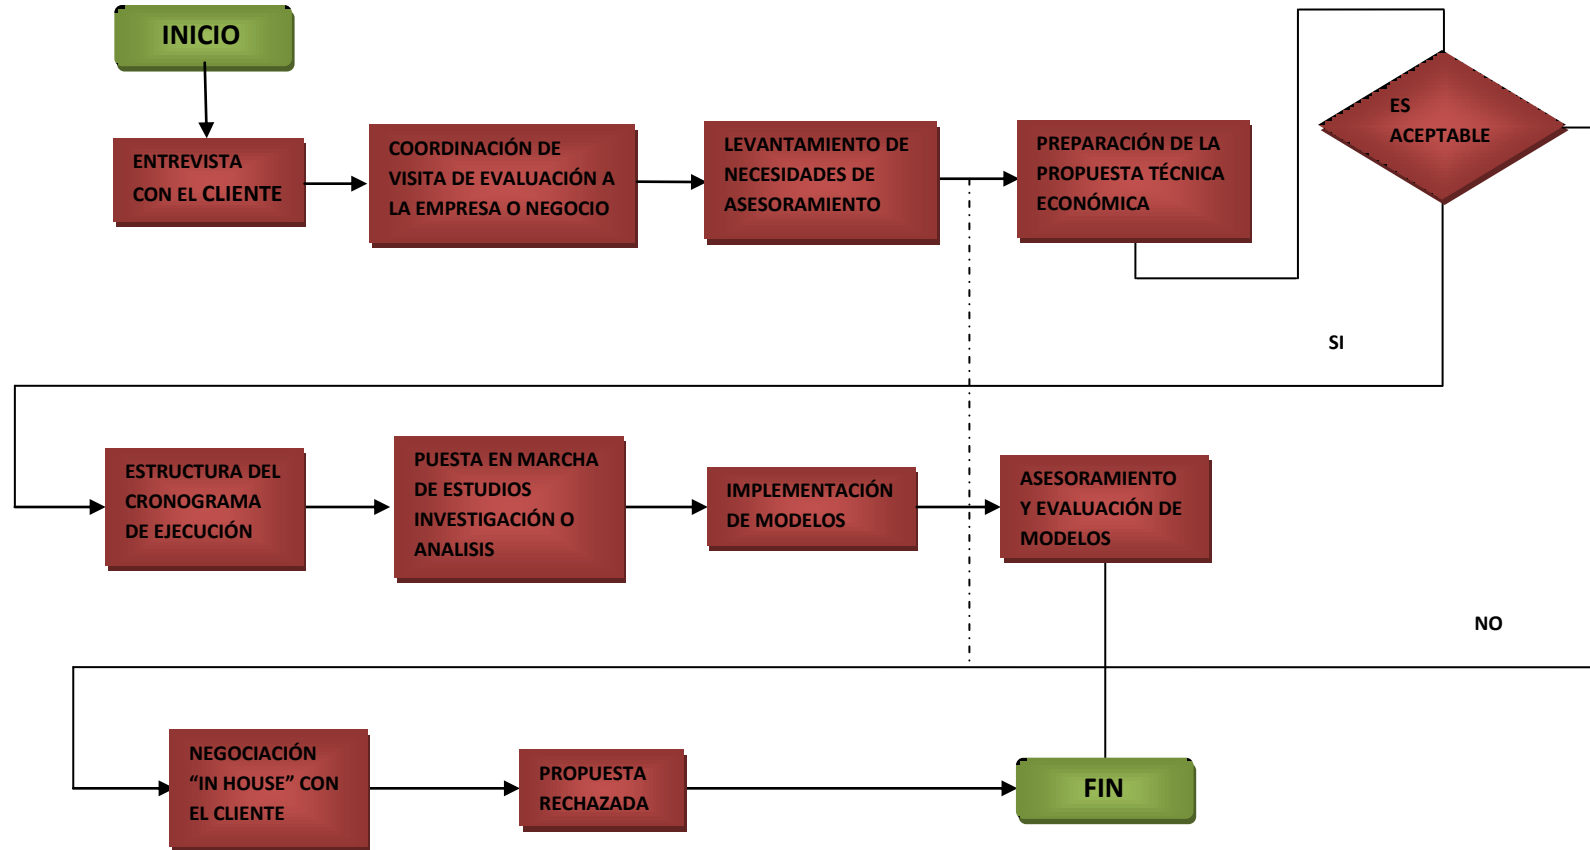 INICIO
ENTREVISTA
CON EL CLIENTE
COORDINACIÓN DE
VISITA DE EVALUACIÓN A
LA EMPRESA O NEGOCIO
LEVANTAMIENTO DE
NECESIDADES DE
ASESORAMIENTO
PREPARACIÓN DE LA
PROPUESTA TÉCNICA
ECONÓMICA
ES
ACEPTABLE
SI
ESTRUCTURA DEL
CRONOGRAMA
DE EJECUCIÓN
PUESTA EN MARCHA
DE ESTUDIOS
INVESTIGACIÓN O
ANALISIS
IMPLEMENTACIÓN
DE MODELOS
ASESORAMIENTO
Y EVALUACIÓN DE
MODELOS
NO
NEGOCIACIÓN
“IN HOUSE” CON
EL CLIENTE
PROPUESTA
RECHAZADA
FIN